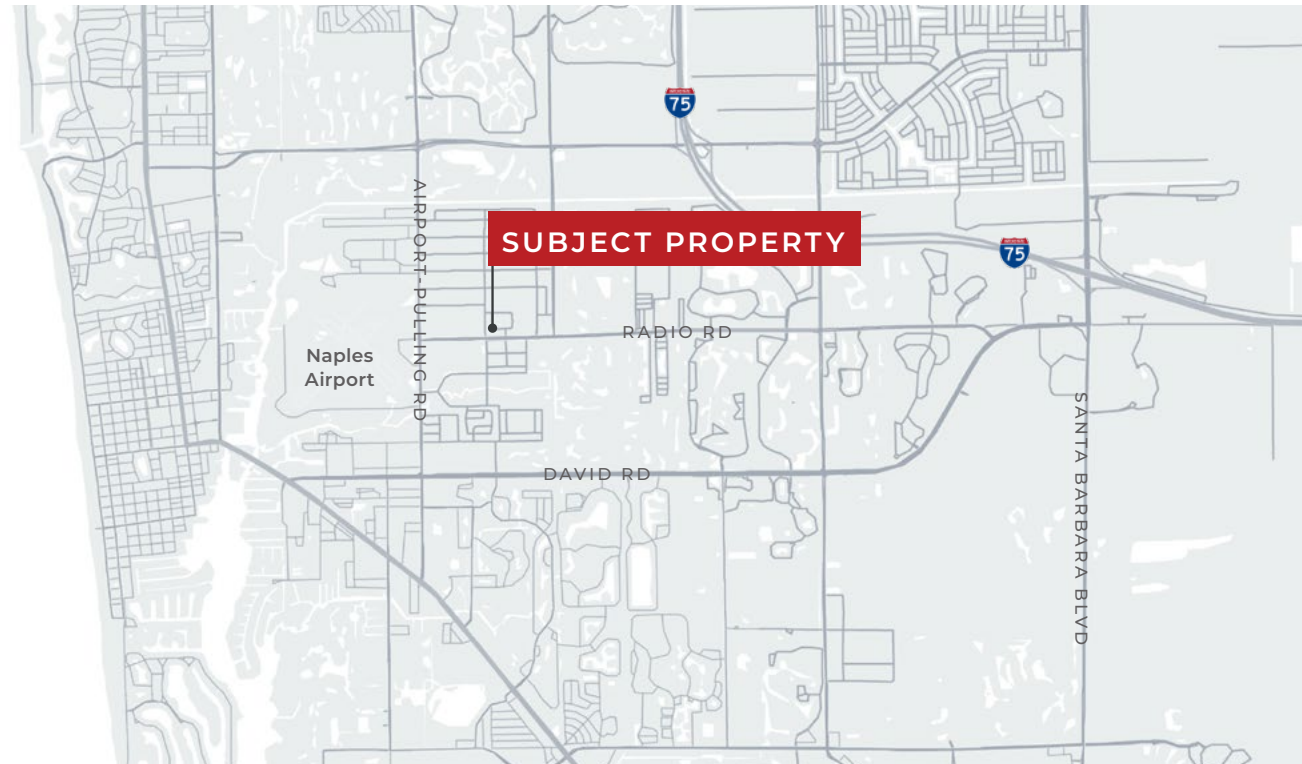 75
AIRPORT-PULLING RD
SUBJECT PROPERTY
75
RADIO RD
Naples
Airport
SANTA BARBARA BLVD
DAVID RD